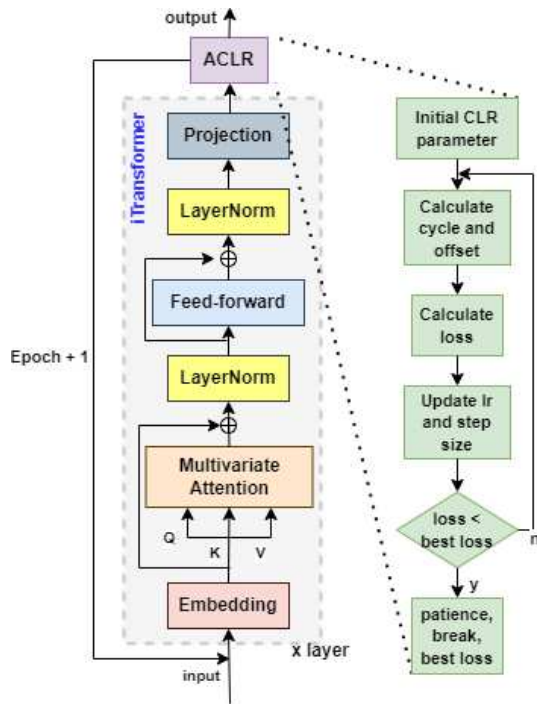 output
ACLR
iTransformer
Projection
LayerNorm
Feed-forward
Epoch + 1
LayerNorm
Multivariate
Attention
Q
K
V
Embedding
x layer
input
Initial CLR
parameter
Calculate
cycle and
offset
Calculate
loss
Update lr
and step
size
loss <
best loss
n
y
patience,
break,
best loss